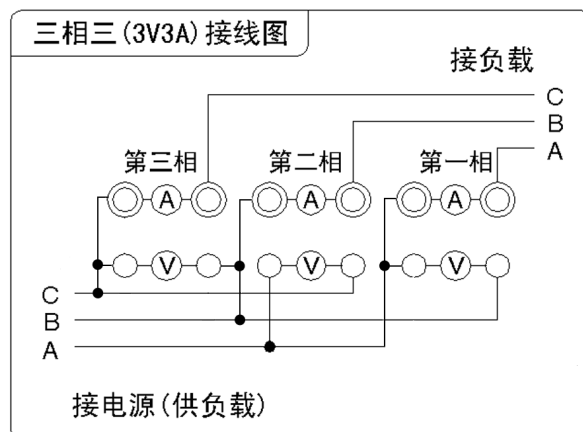 三相三(3V3A)接线图
接负载
C
B
A
第三相 第二相 第一相
A A A
V V V
C
B
A
接电源(供负载)